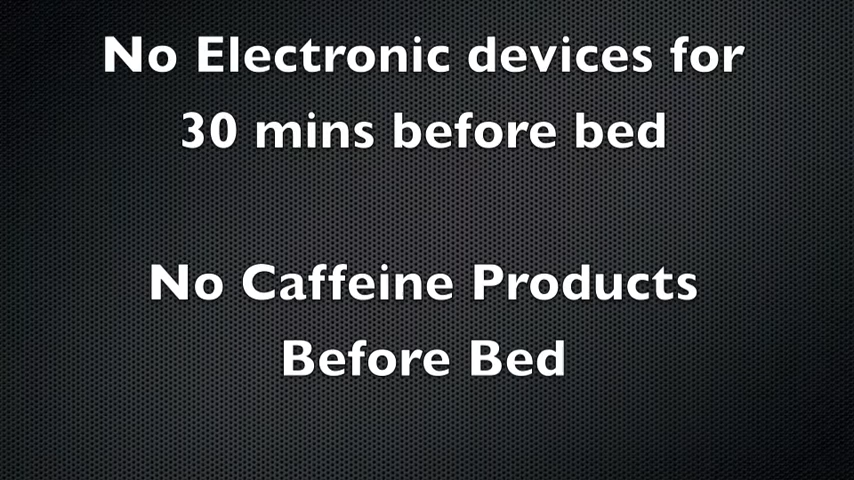 No Electronic devices for
30 mins before bed
No Caffeine Products
Before Bed